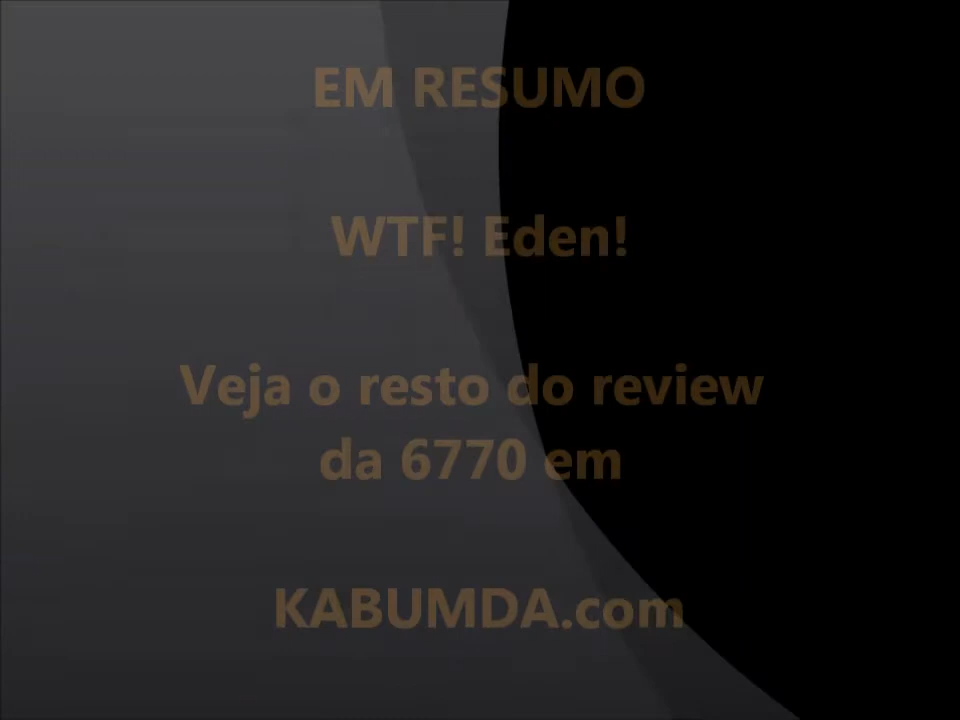 EM RESUMO
WTF! Eden!
Veja o resto do review
da 6770 em
KABUMDA.com